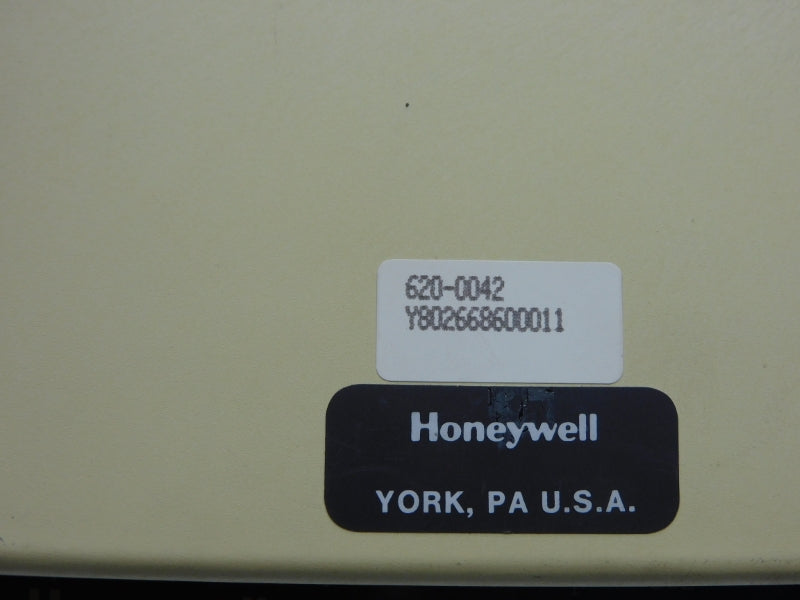 620-0042
Y802668600011
Honeywell
YORK, PA U.S.A.